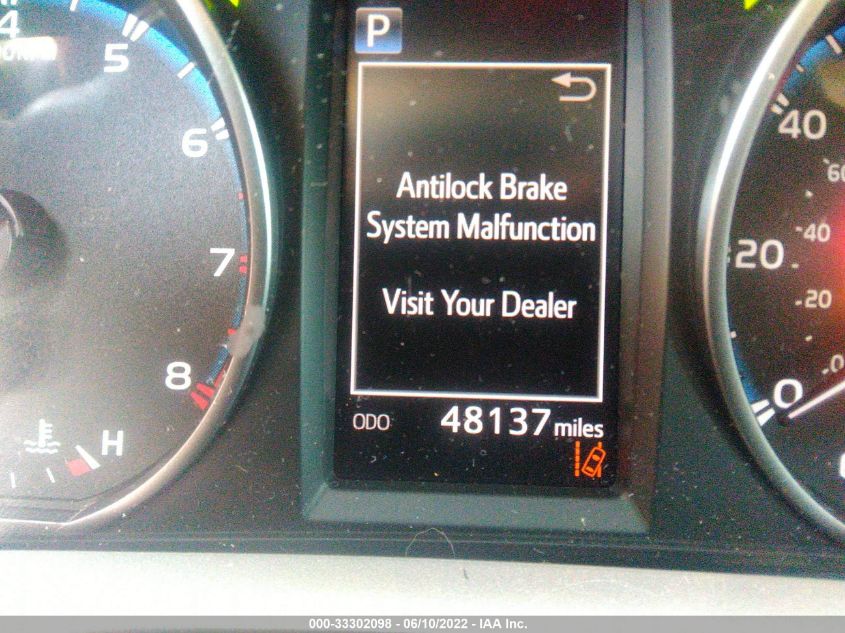 4
5
6
7
8
H
P
Antilock Brake
System Malfunction
Visit Your Dealer
ODO 48137 miles
40
20
0
60
40
20
0
000-33302098 - 06/10/2022 - IAA Inc.